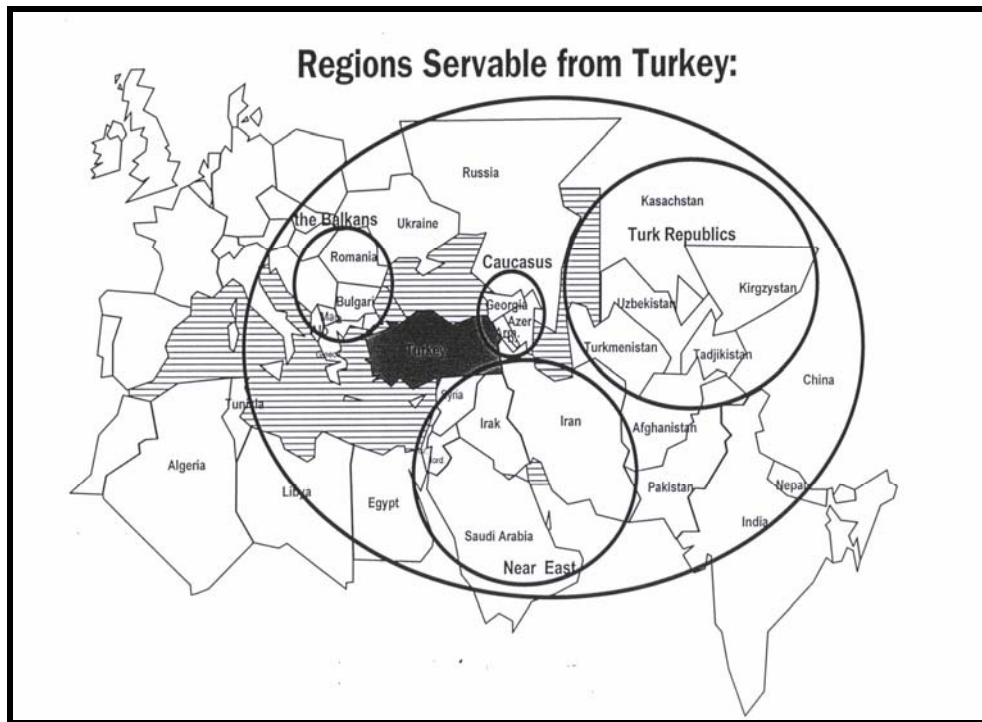 Regions Servable from Turkey:
Russia
Kasachstan
the Balkans
Ukraine
Turk Republics
Romania
Caucasus
Kirgzystan
Bulgari
Georgia
Uzbekistan
Azer
Turkey
Turkmenistan
Tadjikistan
China
Syria
Tunisia
Irak
Iran
Afghanistan
Algeria
Jord.
Libya
Egypt
Pakistan
Nepal
India
Saudi Arabia
Near East